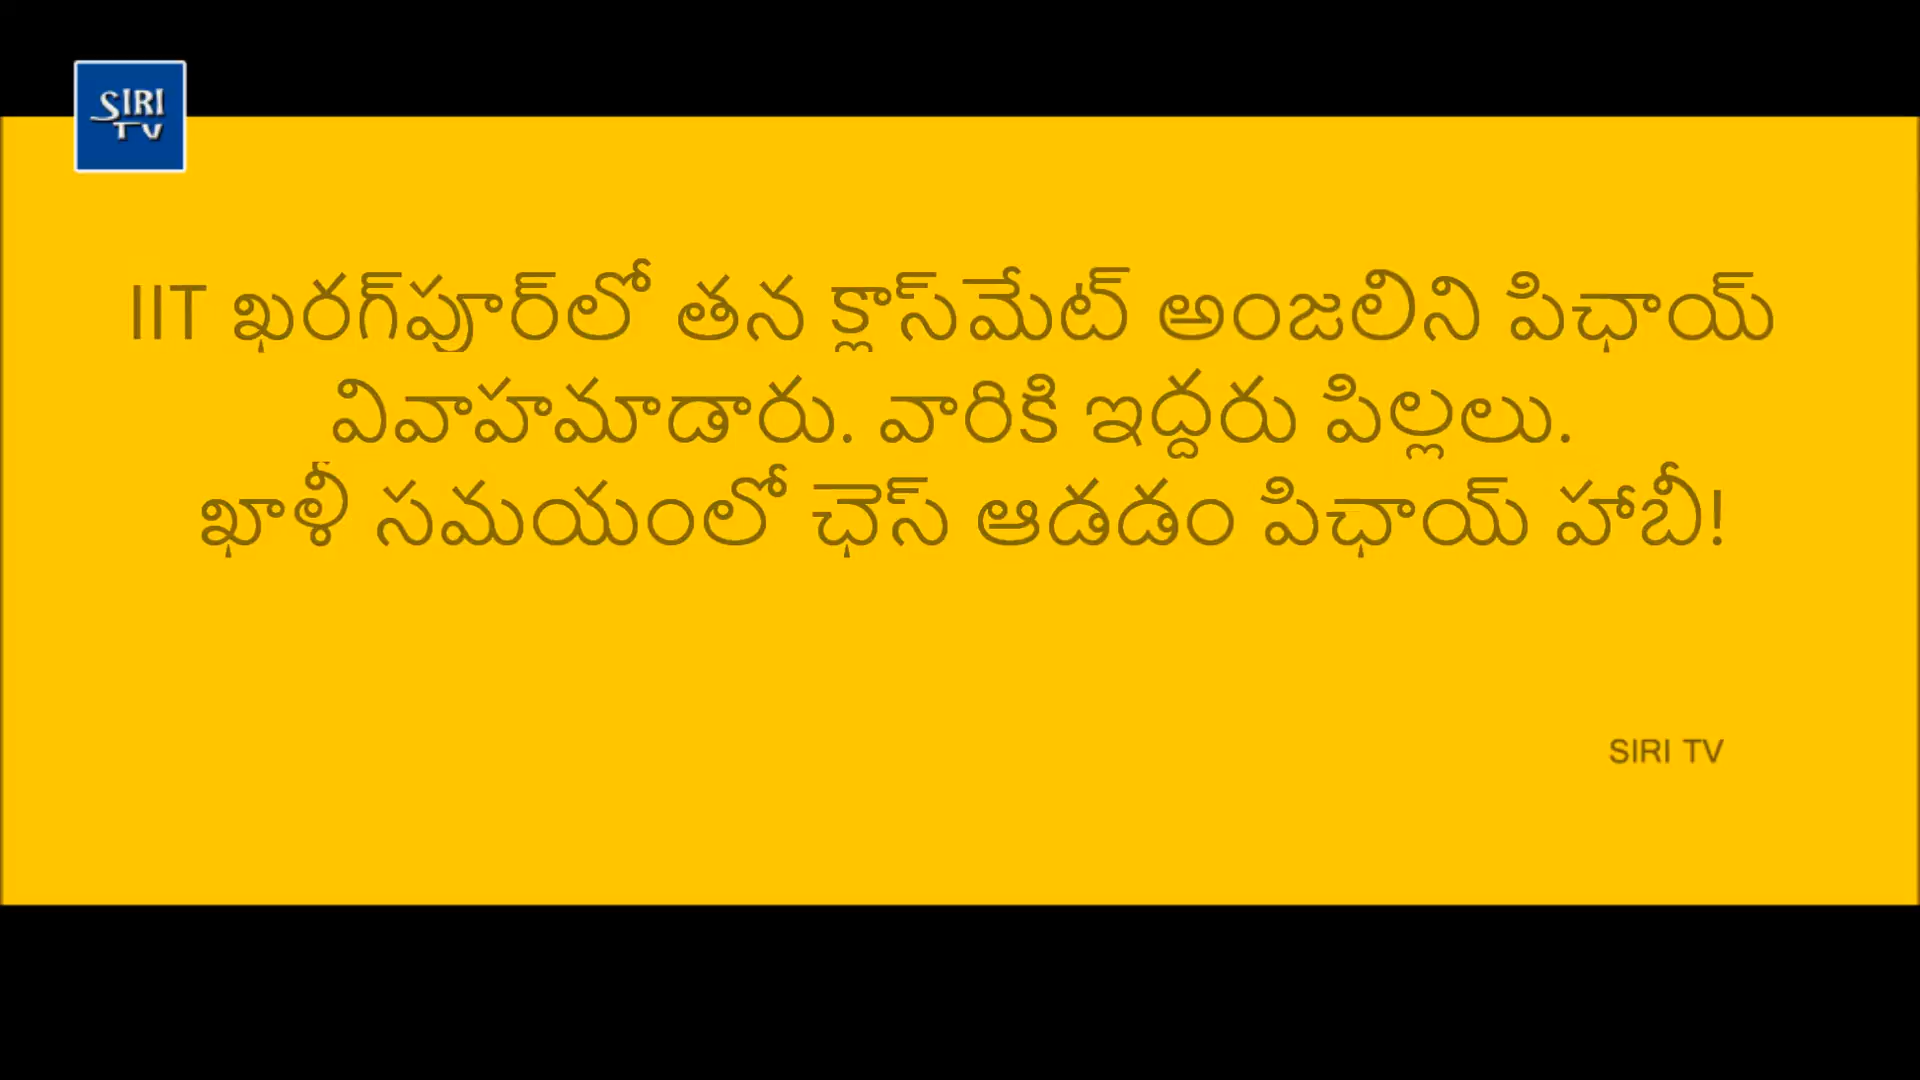 SIRI
TV
IIT ఖరగ్‌పూర్‌లో తన క్లాస్‌మేట్ అంజలిని పిఛాయ్
వివాహమాడారు. వారికి ఇద్దరు పిల్లలు.
ఖాళీ సమయంలో ఛెస్ ఆడడం పిఛాయ్ హాబీ!
SIRI TV